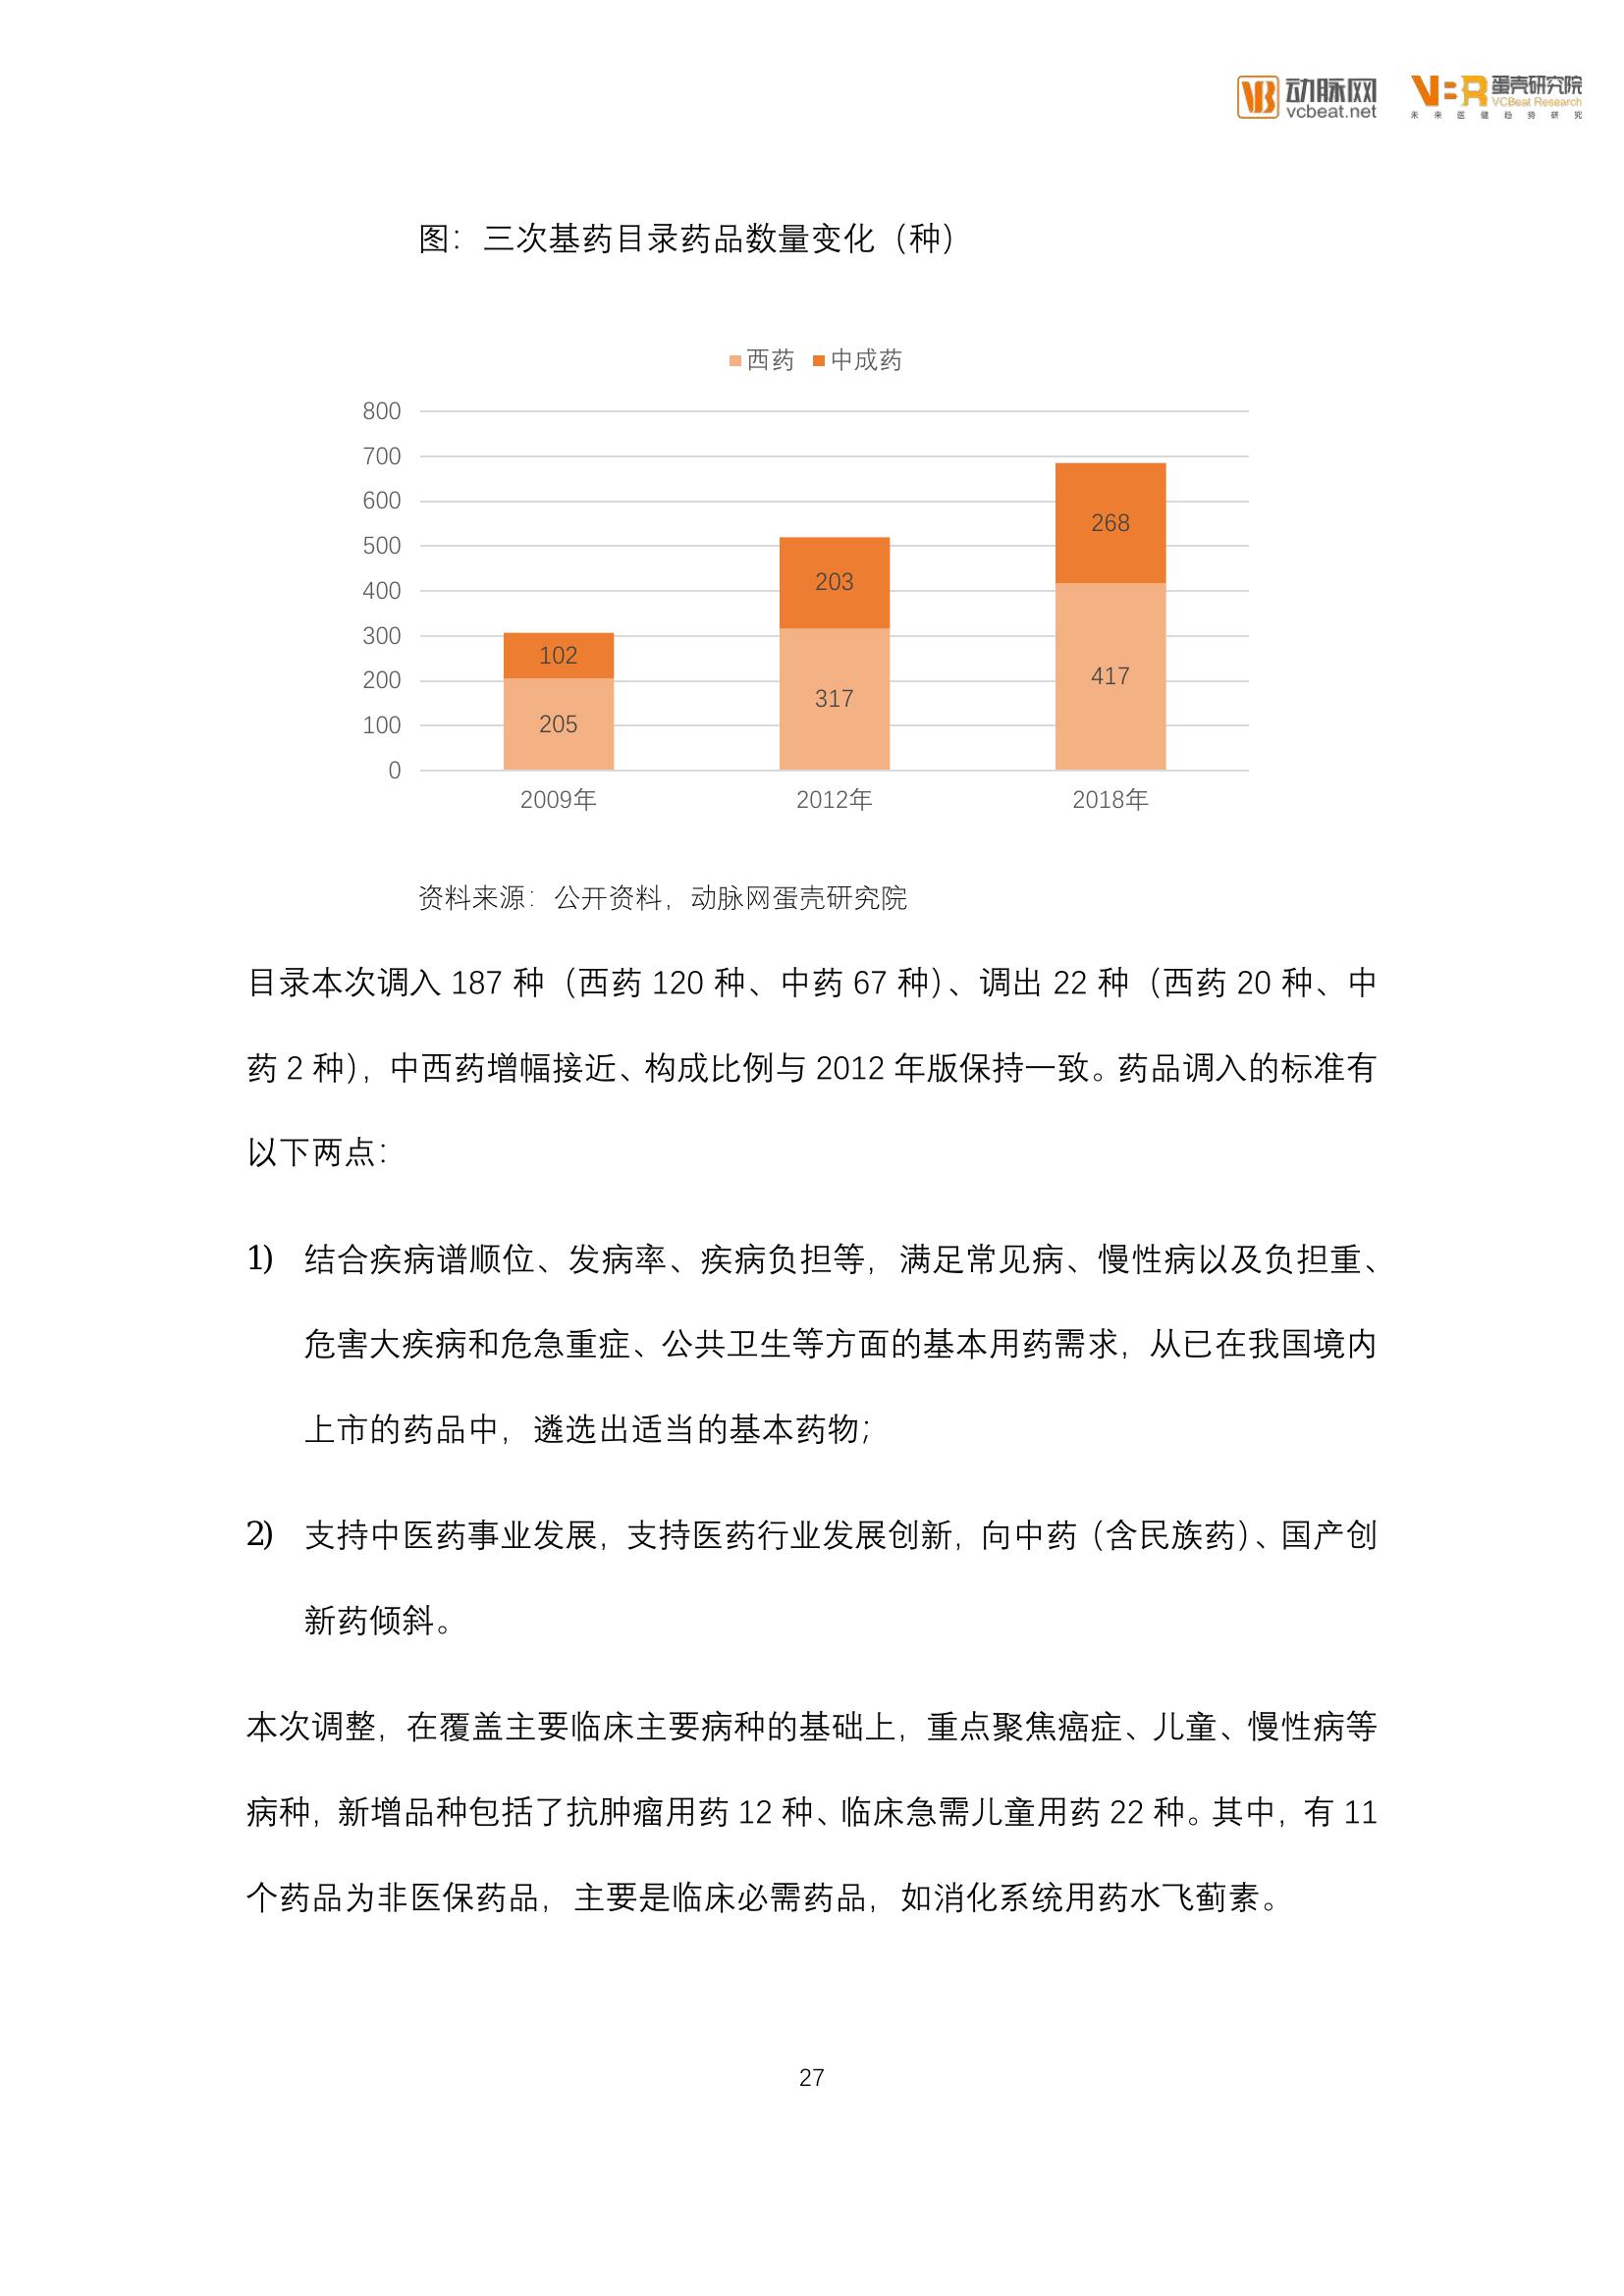 动脉网
vcbeat.net
VBR
蛋壳研究院
VCBeat Research
未来医健趋势研究
图：三次基药目录药品数量变化（种）
西药 中成药
800
700
600
500
400
300
200
100
0
102
205
203
317
268
417
2009年 2012年 2018年
资料来源：公开资料，动脉网蛋壳研究院
目录本次调入 187 种（西药 120 种、中药 67 种）、调出 22 种（西药 20 种、中
药 2 种），中西药增幅接近、构成比例与 2012 年版保持一致。药品调入的标准有
以下两点：
1) 结合疾病谱顺位、发病率、疾病负担等，满足常见病、慢性病以及负担重、
危害大疾病和危急重症、公共卫生等方面的基本用药需求，从已在我国境内
上市的药品中，遴选出适当的基本药物；
2) 支持中医药事业发展，支持医药行业发展创新，向中药（含民族药）、国产创
新药倾斜。
本次调整，在覆盖主要临床主要病种的基础上，重点聚焦癌症、儿童、慢性病等
病种，新增品种包括了抗肿瘤用药 12 种、临床急需儿童用药 22 种。其中，有 11
个药品为非医保药品，主要是临床必需药品，如消化系统用药水飞蓟素。
27